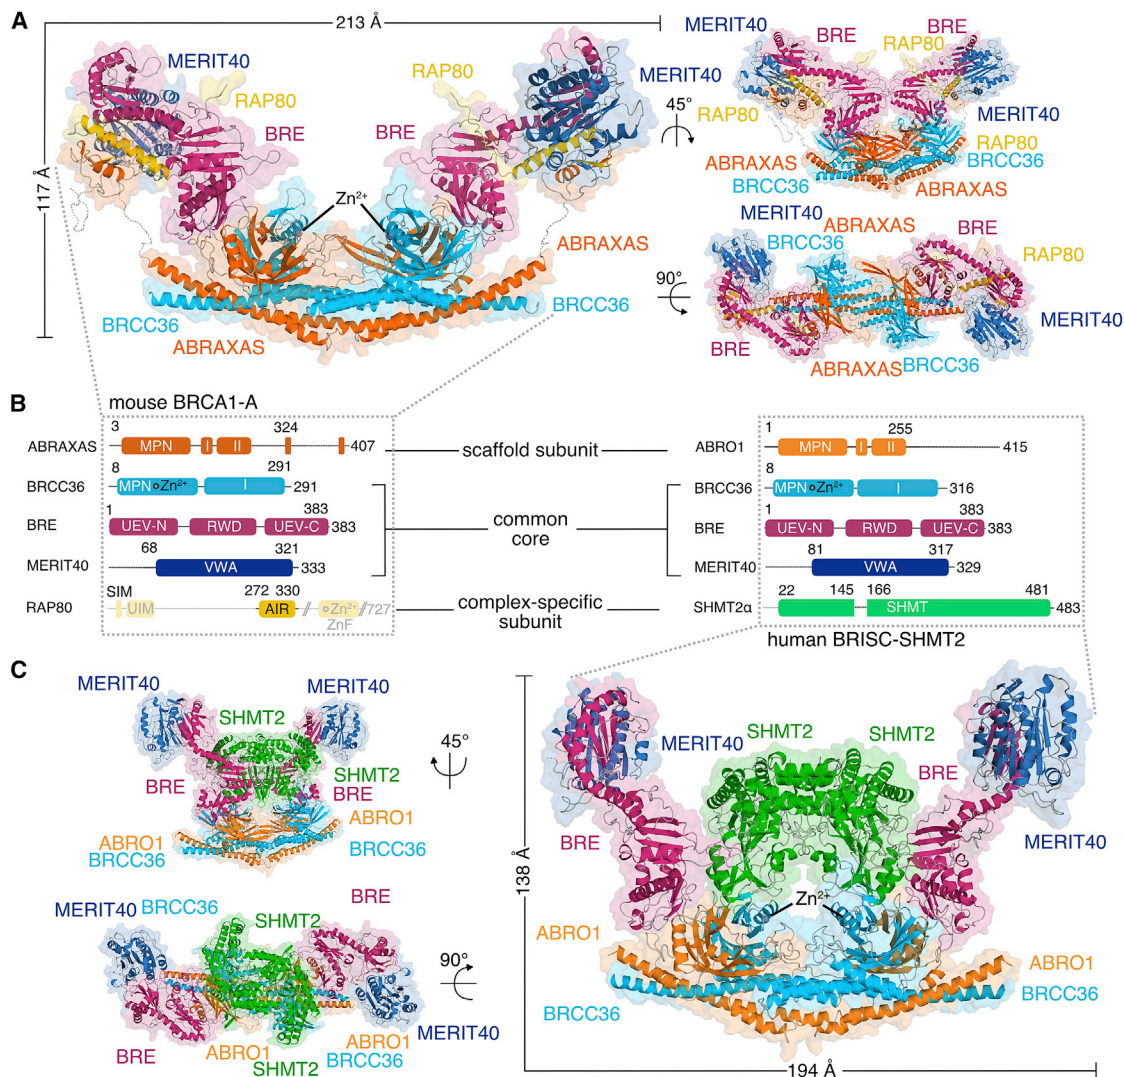 A
213 Å
117 Å
MERIT40
RAP80
BRE
BRE
MERIT40
RAP80
Zn²⁺
ABRAXAS
BRCC36
BRCC36
ABRAXAS
45°
MERIT40
BRE
RAP80
BRE
RAP80
MERIT40
RAP80
BRCC36
ABRAXAS
BRCC36
ABRAXAS
90°
MERIT40
BRCC36
ABRAXAS
BRE
RAP80
MERIT40
BRE
ABRAXAS
BRCC36
B
mouse BRCA1-A
3 324
ABRAXAS MPN I II 407
8 291
BRCC36 MPN Zn²⁺ I 291
1 383
BRE UEV-N RWD UEV-C 383
68 321
MERIT40 VWA 333
SIM 272 330
RAP80 UIM AIR // Zn²⁺ // 727
ZnF
scaffold subunit
common
core
complex-specific
subunit
1 255
ABRO1 MPN I II 415
8
BRCC36 MPN Zn²⁺ I 316
1 383
BRE UEV-N RWD UEV-C 383
81 317
MERIT40 VWA 329
22 145 166 481
SHMT2α SHMT 483
human BRISC-SHMT2
C
MERIT40
MERIT40
SHMT2
SHMT2
BRE
BRE
ABRO1
ABRO1
BRCC36
BRCC36
45°
MERIT40
BRCC36
SHMT2
BRE
MERIT40
BRE
ABRO1
SHMT2
ABRO1
BRCC36
90°
138 Å
194 Å
MERIT40
SHMT2
SHMT2
MERIT40
BRE
BRE
Zn²⁺
ABRO1
ABRO1
BRCC36
BRCC36